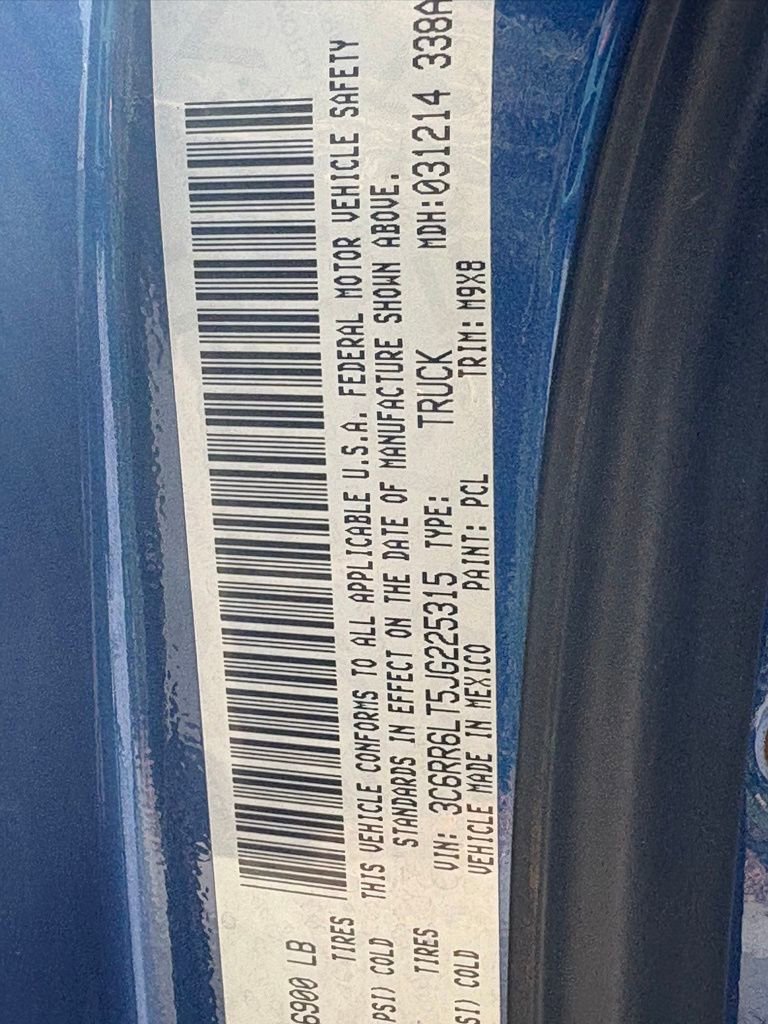 6900 LB
TIRES
PSI) COLD
THIS VEHICLE CONFORMS TO ALL APPLICABLE U.S.A. FEDERAL MOTOR VEHICLE SAFETY
STANDARDS IN EFFECT ON THE DATE OF MANUFACTURE SHOWN ABOVE.
TIRES
VIN: 3C6RR6LT5JG225315 TYPE: TRUCK MDH:031214 338A
SI) COLD
VEHICLE MADE IN MEXICO PAINT: PCL TRIM: M9X8